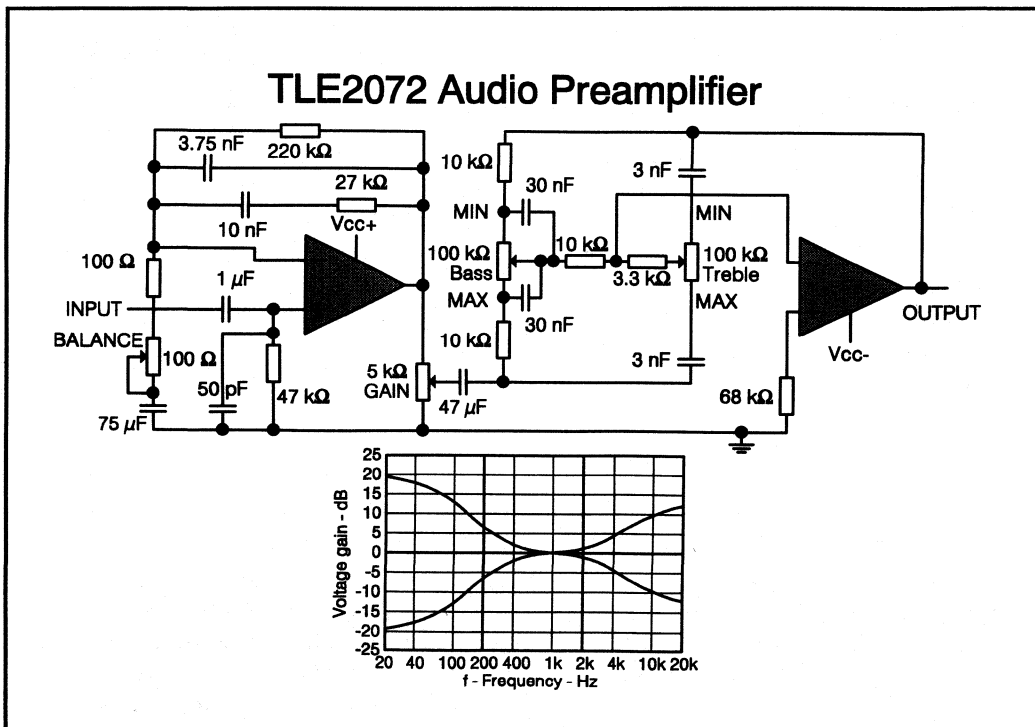 TLE2072 Audio Preamplifier
3.75 nF
220 kΩ
27 kΩ
10 nF
Vcc+
100 Ω
1 µF
INPUT
BALANCE
100 Ω
50 pF
47 kΩ
75 µF
5 kΩ
GAIN
47 µF
10 kΩ
30 nF
MIN
100 kΩ
Bass
MAX
30 nF
10 kΩ
10 kΩ
3.3 kΩ
3 nF
MIN
100 kΩ
Treble
MAX
3 nF
OUTPUT
Vcc-
68 kΩ
Voltage gain - dB
25
20
15
10
5
0
-5
-10
-15
-20
-25
20 40 100 200 400 1k 2k 4k 10k 20k
f - Frequency - Hz